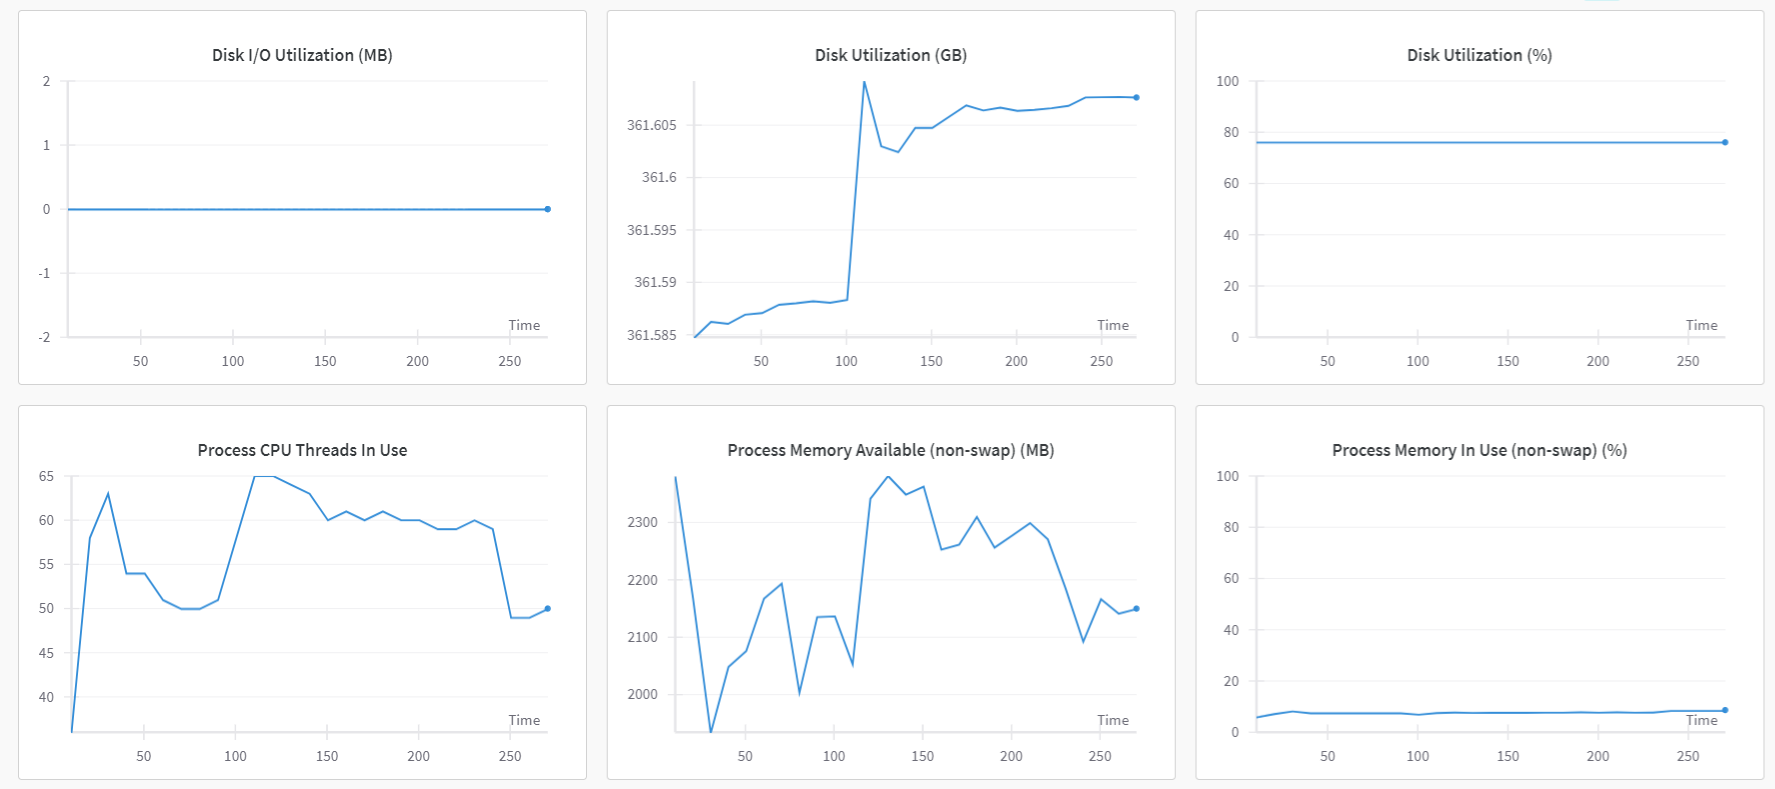 Disk I/O Utilization (MB)
2
1
0
-1
-2
50 100 150 200 250
Time
Disk Utilization (GB)
361.605
361.6
361.595
361.59
361.585
50 100 150 200 250
Time
Disk Utilization (%)
100
80
60
40
20
0
50 100 150 200 250
Time
Process CPU Threads In Use
65
60
55
50
45
40
50 100 150 200 250
Time
Process Memory Available (non-swap) (MB)
2300
2200
2100
2000
50 100 150 200 250
Time
Process Memory In Use (non-swap) (%)
100
80
60
40
20
0
50 100 150 200 250
Time